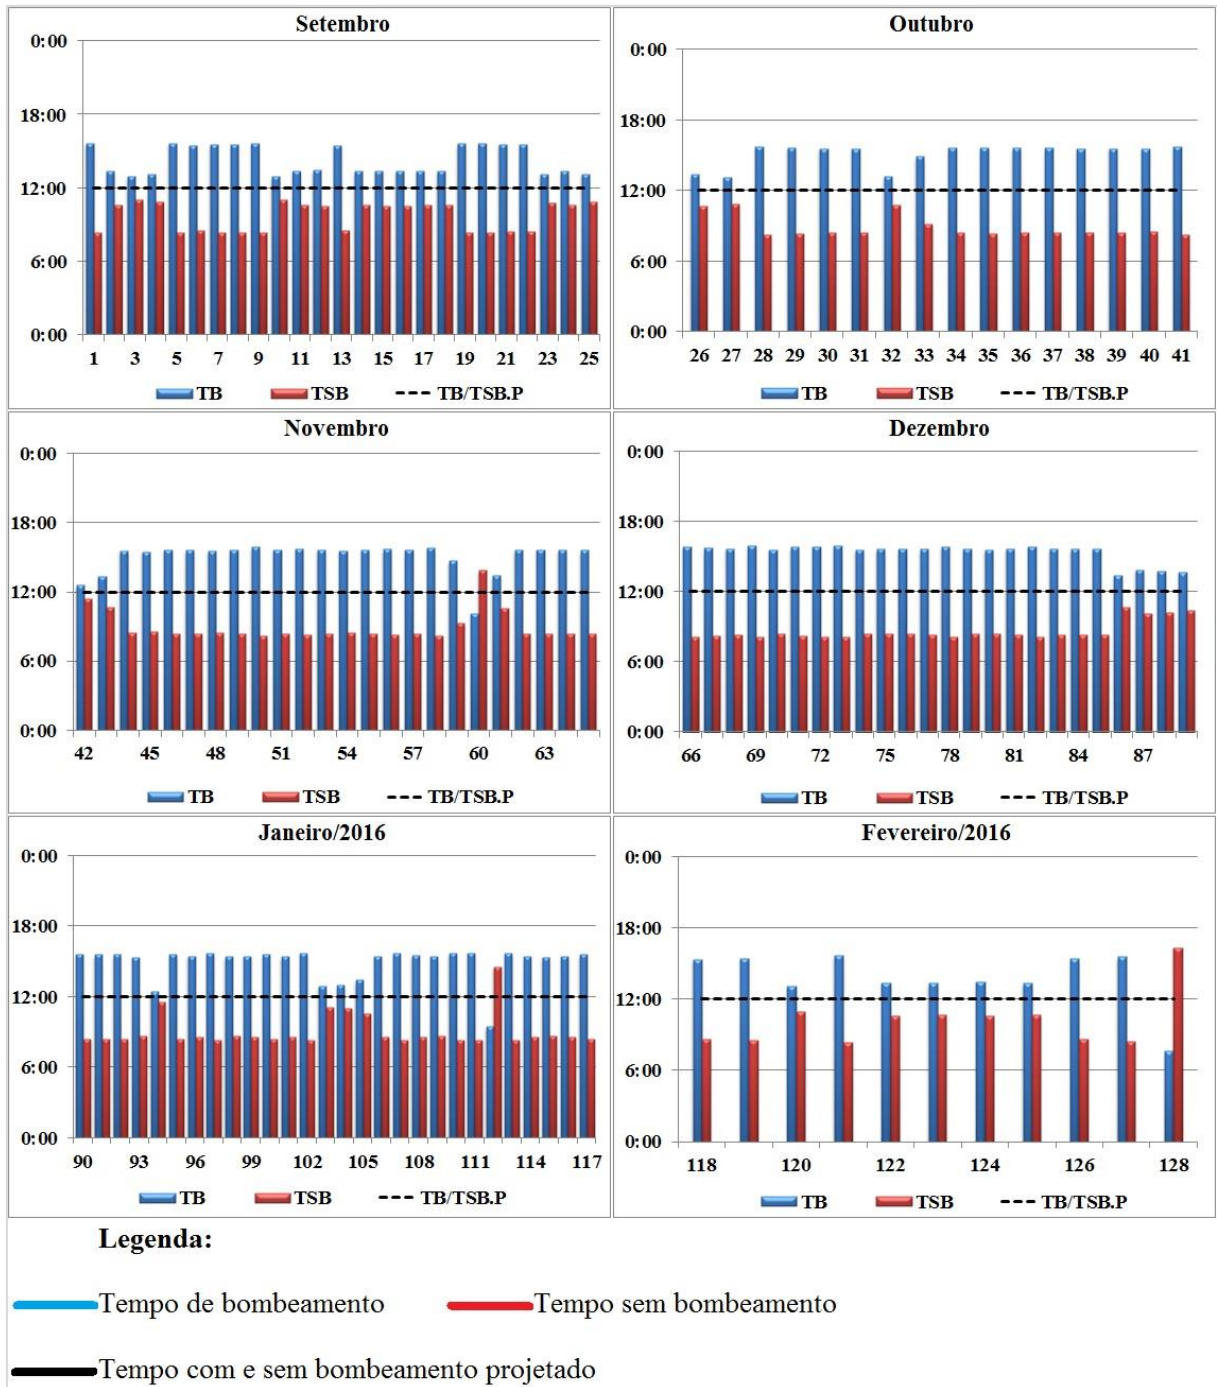 Setembro
0:00
18:00
12:00
6:00
0:00
1 3 5 7 9 11 13 15 17 19 21 23 25
TB TSB TB/TSB.P
Outubro
0:00
18:00
12:00
6:00
0:00
26 27 28 29 30 31 32 33 34 35 36 37 38 39 40 41
TB TSB TB/TSB.P
Novembro
0:00
18:00
12:00
6:00
0:00
42 45 48 51 54 57 60 63
TB TSB TB/TSB.P
Dezembro
0:00
18:00
12:00
6:00
0:00
66 69 72 75 78 81 84 87
TB TSB TB/TSB.P
Janeiro/2016
0:00
18:00
12:00
6:00
0:00
90 93 96 99 102 105 108 111 114 117
TB TSB TB/TSB.P
Fevereiro/2016
0:00
18:00
12:00
6:00
0:00
118 120 122 124 126 128
TB TSB TB/TSB.P
Legenda:
Tempo de bombeamento Tempo sem bombeamento
Tempo com e sem bombeamento projetado